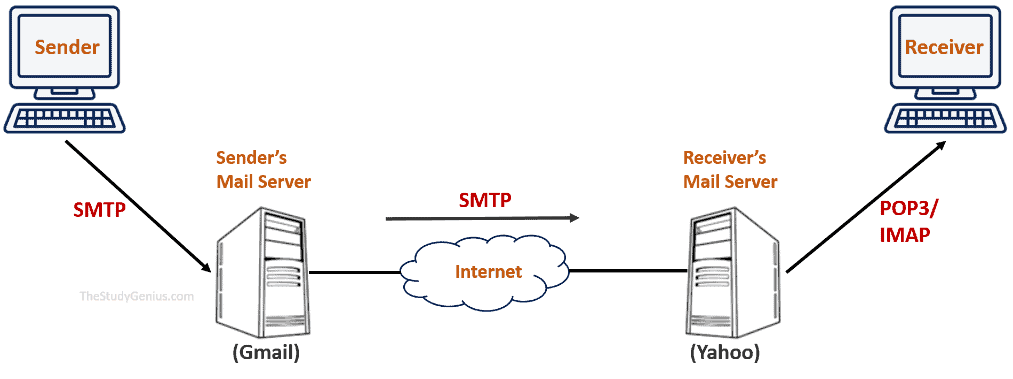 Sender
Receiver
Sender's
Mail Server
Receiver's
Mail Server
SMTP
SMTP
POP3/
IMAP
Internet
TheStudyGenius.com
(Gmail)
(Yahoo)